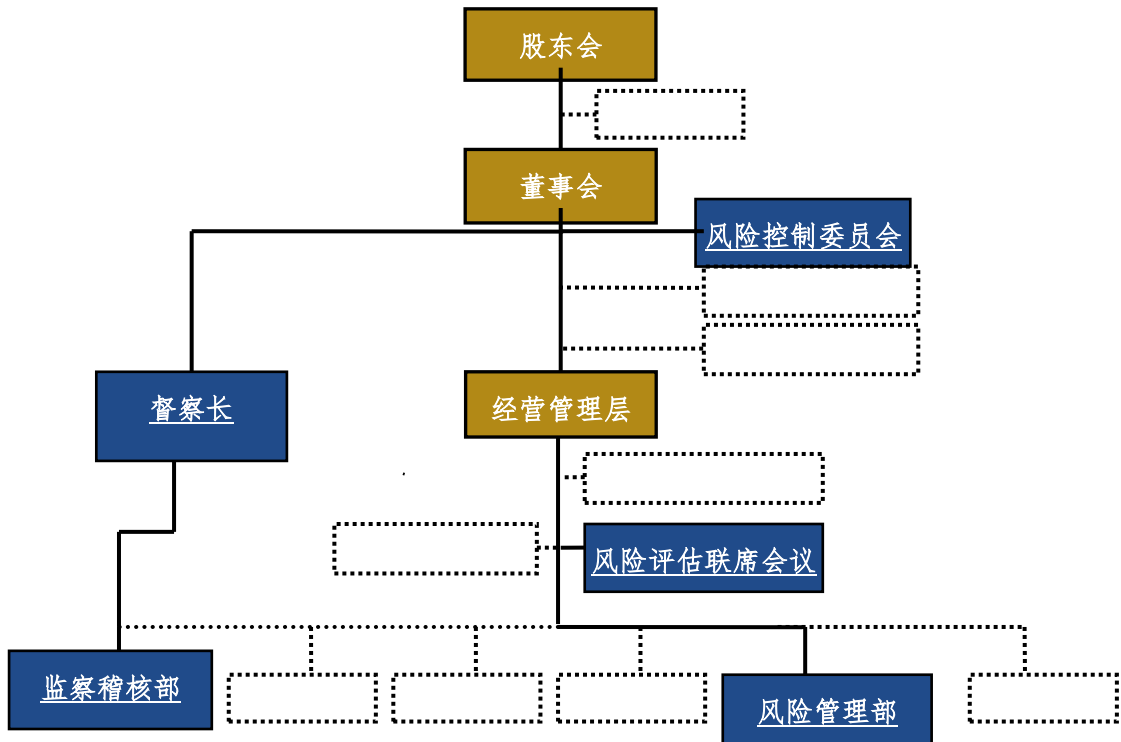 股东会
董事会
风险控制委员会
督察长
经营管理层
风险评估联席会议
监察稽核部
风险管理部